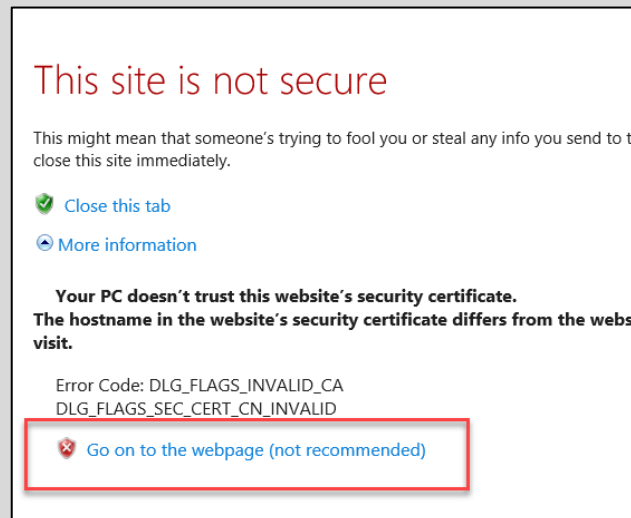 This site is not secure
This might mean that someone's trying to fool you or steal any info you send to
close this site immediately.
Close this tab
More information
Your PC doesn't trust this website's security certificate.
The hostname in the website's security certificate differs from the
visit.
Error Code: DLG_FLAGS_INVALID_CA
DLG_FLAGS_SEC_CERT_CN_INVALID
Go on to the webpage (not recommended)